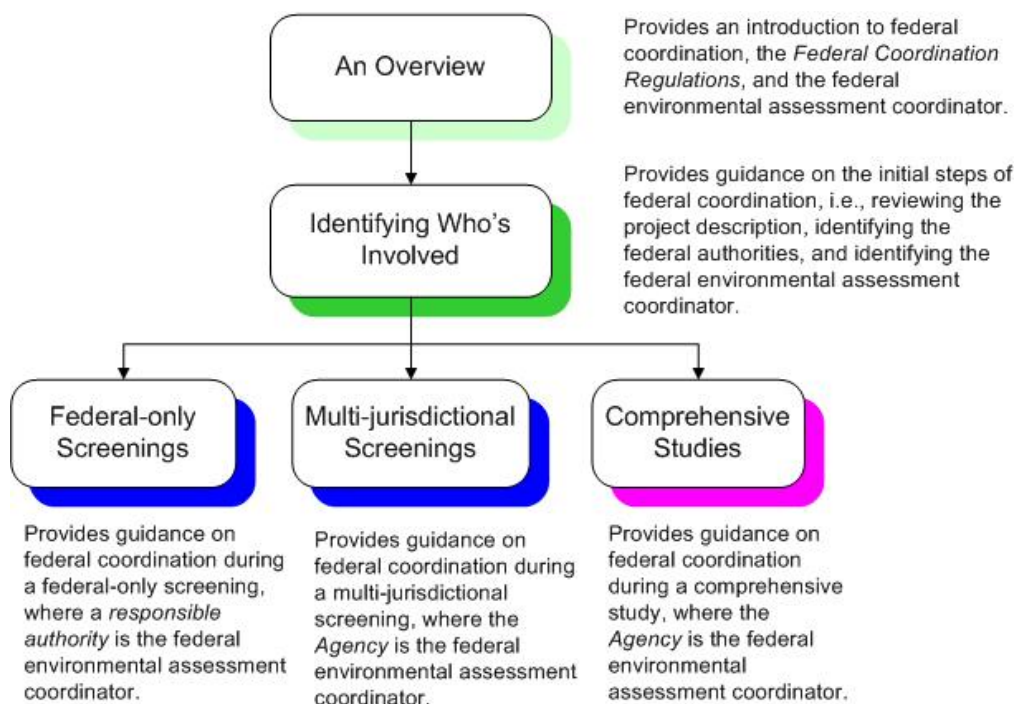 An Overview
Provides an introduction to federal
coordination, the Federal Coordination
Regulations, and the federal
environmental assessment coordinator.
Identifying Who's
Involved
Provides guidance on the initial steps of
federal coordination, i.e., reviewing the
project description, identifying the
federal authorities, and identifying the
federal environmental assessment
coordinator.
Federal-only
Screenings
Provides guidance on
federal coordination during
a federal-only screening,
where a responsible
authority is the federal
environmental assessment
coordinator.
Multi-jurisdictional
Screenings
Provides guidance on
federal coordination during
a multi-jurisdictional
screening, where the
Agency is the federal
environmental assessment
coordinator.
Comprehensive
Studies
Provides guidance on
federal coordination
during a comprehensive
study, where the
Agency is the federal
environmental
assessment coordinator.